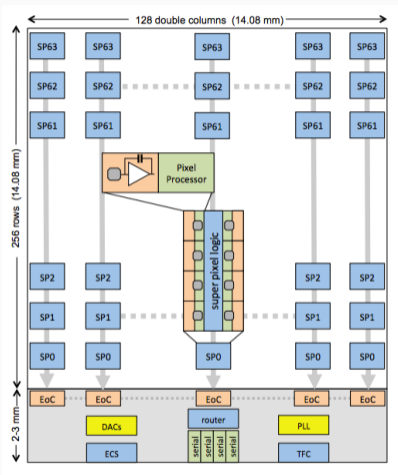 128 double columns (14.08 mm)
SP63 SP63 SP63 SP63 SP63
SP62 SP62 SP62 SP62 SP62
SP61 SP61 SP61 SP61 SP61
Pixel
Processor
256 rows (14.08 mm)
super pixel logic
SP2 SP2 SP2 SP2
SP1 SP1 SP1 SP1
SP0 SP0 SP0 SP0 SP0
EoC EoC EoC EoC EoC
2-3 mm
DACs router PLL
ECS serial serial serial serial TFC